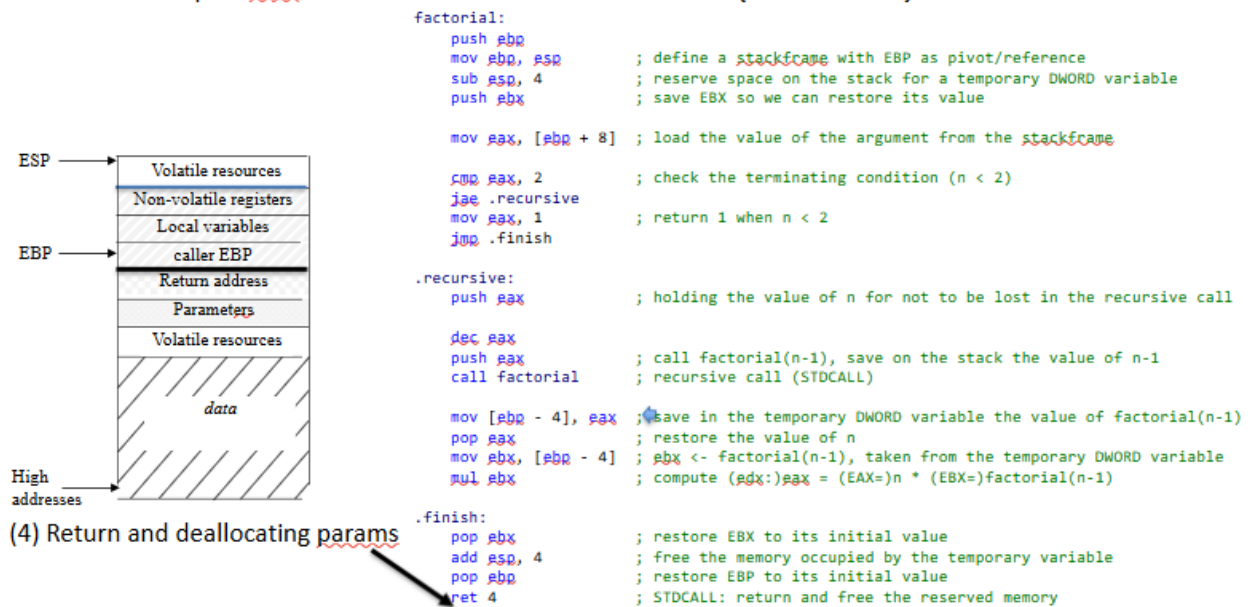 factorial:
push ebp
mov ebp, esp ; define a stackframe with EBP as pivot/reference
sub esp, 4 ; reserve space on the stack for a temporary DWORD variable
push ebx ; save EBX so we can restore its value
mov eax, [ebp + 8] ; load the value of the argument from the stackframe
cmp eax, 2 ; check the terminating condition (n < 2)
jae .recursive
mov eax, 1 ; return 1 when n < 2
jmp .finish
.recursive:
push eax ; holding the value of n for not to be lost in the recursive call
dec eax
push eax ; call factorial(n-1), save on the stack the value of n-1
call factorial ; recursive call (STDCALL)
mov [ebp - 4], eax ; save in the temporary DWORD variable the value of factorial(n-1)
pop eax ; restore the value of n
mov ebx, [ebp - 4] ; ebx <- factorial(n-1), taken from the temporary DWORD variable
mul ebx ; compute (edx:)eax = (EAX=)n * (EBX=)factorial(n-1)
.finish:
pop ebx ; restore EBX to its initial value
add esp, 4 ; free the memory occupied by the temporary variable
pop ebp ; restore EBP to its initial value
ret 4 ; STDCALL: return and free the reserved memory
ESP
Volatile resources
Non-volatile registers
Local variables
EBP
caller EBP
Return address
Parameters
Volatile resources
data
High
addresses
(4) Return and deallocating params